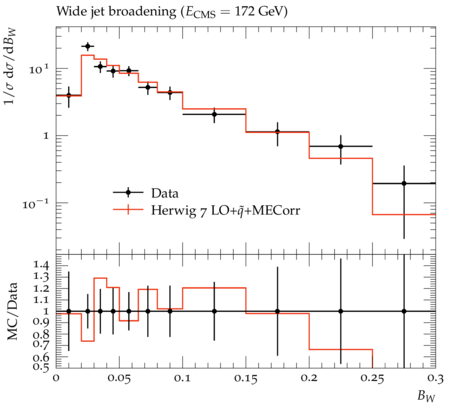 Wide jet broadening (E_CMS = 172 GeV)
1/σ dσ/dB_W
10^1
1
10^−1
Data
Herwig 7 LO+q̃+MECorr
MC/Data
1.4
1.3
1.2
1.1
1
0.9
0.8
0.7
0.6
0.5
0 0.05 0.1 0.15 0.2 0.25 0.3
B_W